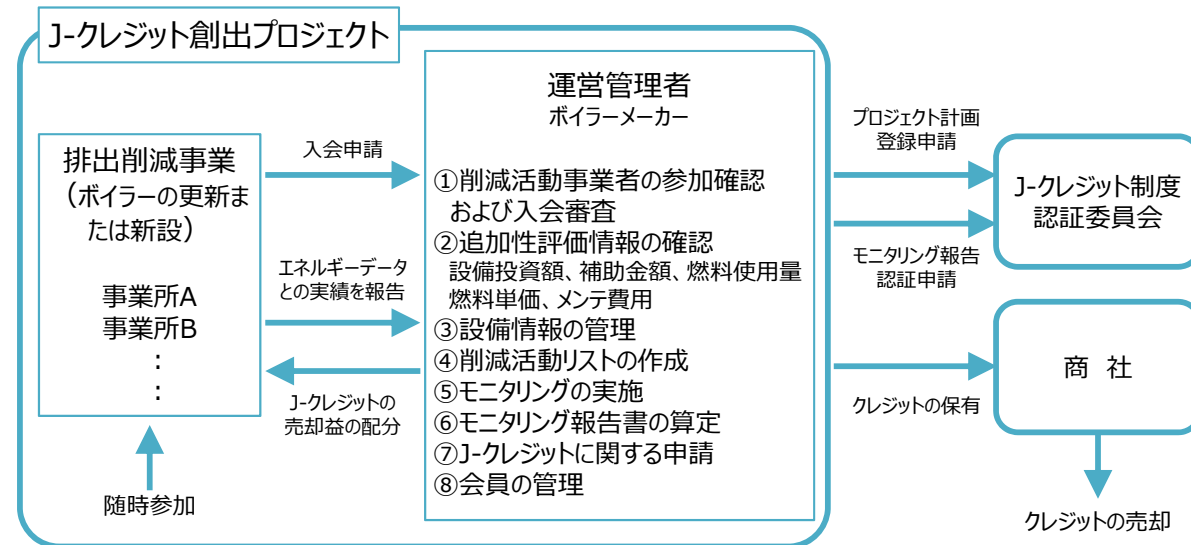 J-クレジット創出プロジェクト
排出削減事業
（ボイラーの更新ま
たは新設）
事業所A
事業所B
：
：
随時参加
入会申請
エネルギーデータ
との実績を報告
J-クレジットの
売却益の配分
運営管理者
ボイラーメーカー
①削減活動事業者の参加確認
および入会審査
②追加性評価情報の確認
設備投資額、補助金額、燃料使用量
燃料単価、メンテ費用
③設備情報の管理
④削減活動リストの作成
⑤モニタリングの実施
⑥モニタリング報告書の算定
⑦J-クレジットに関する申請
⑧会員の管理
プロジェクト計画
登録申請
モニタリング報告
認証申請
クレジットの保有
J-クレジット制度
認証委員会
商 社
クレジットの売却